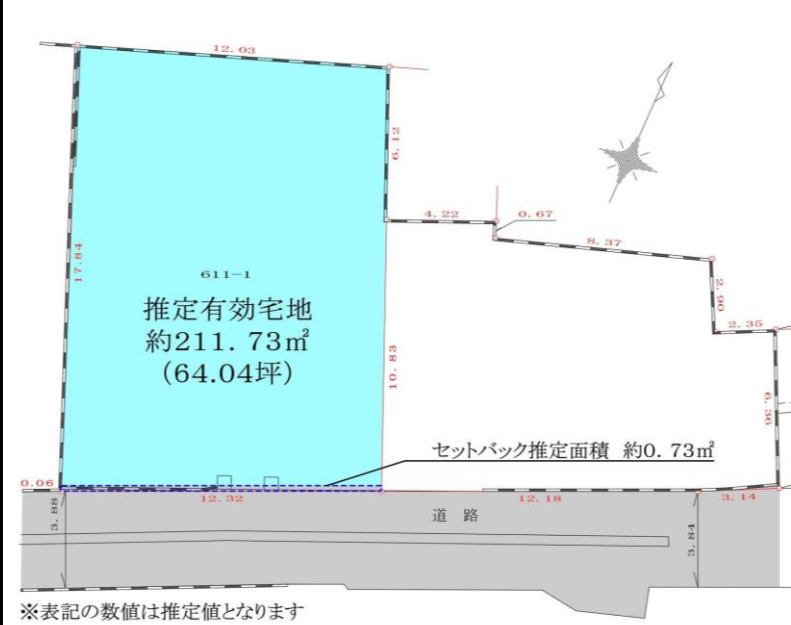 12.03
6.12
4.22
0.67
8.37
17.84
611-1
推定有効宅地
約211.73㎡
(64.04坪)
2.90
2.35
10.83
6.36
セットバック推定面積 約0.73㎡
0.06
12.32
12.18
3.14
3.88
道 路
3.84
※表記の数値は推定値となります